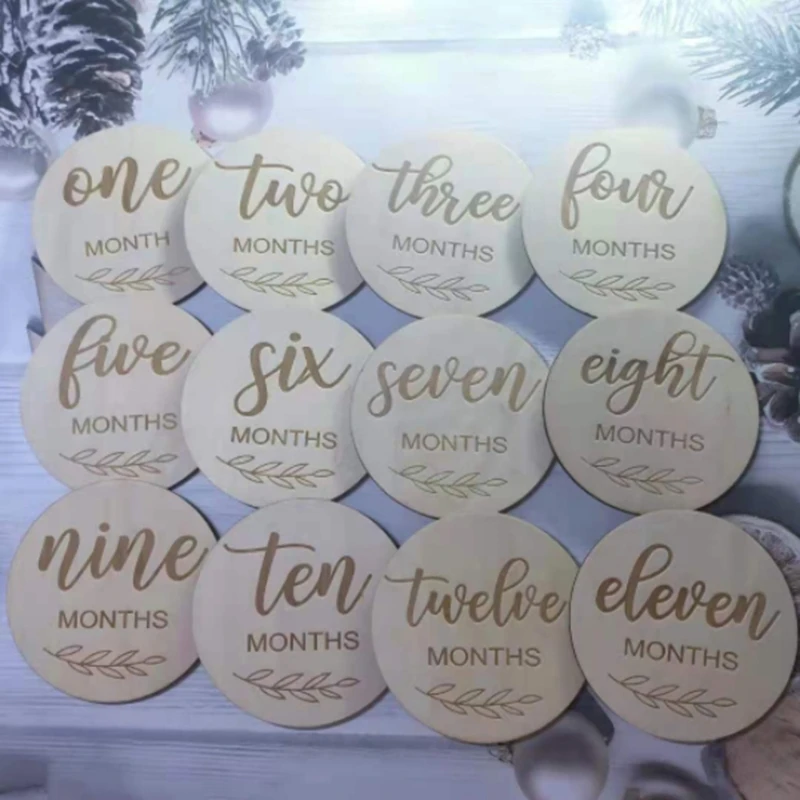 one
MONTH
two
MONTHS
three
MONTHS
four
MONTHS
five
MONTHS
six
MONTHS
seven
MONTHS
eight
MONTHS
nine
MONTHS
ten
MONTHS
twelve
MONTHS
eleven
MONTHS